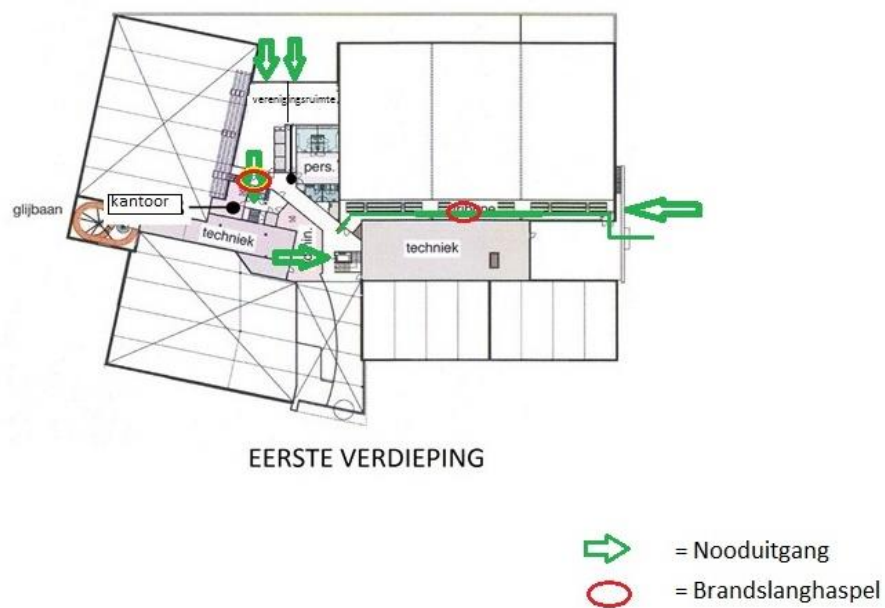 verenigingsruimte.
pers.
kantoor
glijbaan
techniek
techniek
EERSTE VERDIEPING
= Nooduitgang
= Brandslanghaspel